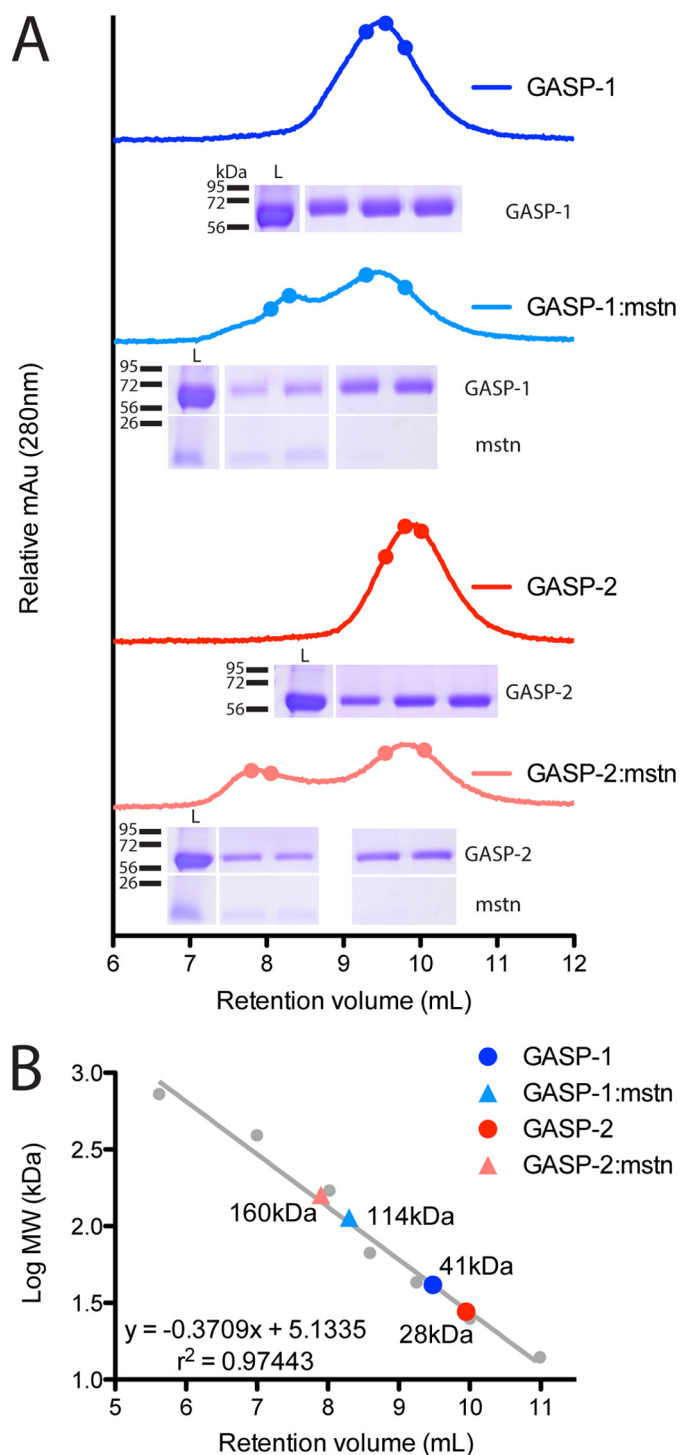 A
GASP-1
kDa L
95
72
56
GASP-1
GASP-1:mstn
L
95
72
56
26
GASP-1
mstn
Relative mAu (280nm)
GASP-2
L
95
72
56
GASP-2
GASP-2:mstn
L
95
72
56
26
GASP-2
mstn
6 7 8 9 10 11 12
Retention volume (mL)
B
GASP-1
GASP-1:mstn
GASP-2
GASP-2:mstn
3.0
2.5
2.0
1.5
1.0
Log MW (kDa)
160kDa
114kDa
41kDa
28kDa
y = -0.3709x + 5.1335
r² = 0.97443
5 6 7 8 9 10 11
Retention volume (mL)